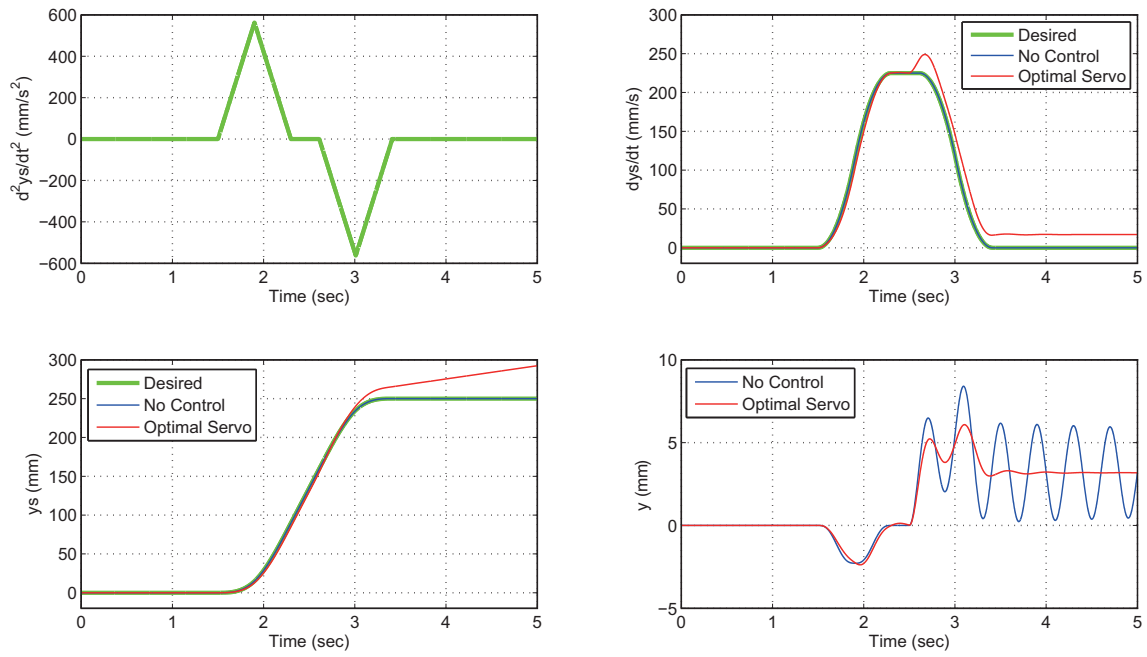 600
400
200
0
−200
−400
−600
0 1 2 3 4 5
Time (sec)
d²ys/dt² (mm/s²)
300
250
200
150
100
50
0
0 1 2 3 4 5
Time (sec)
dys/dt (mm/s)
Desired
No Control
Optimal Servo
300
250
200
150
100
50
0
0 1 2 3 4 5
Time (sec)
ys (mm)
Desired
No Control
Optimal Servo
10
5
0
−5
0 1 2 3 4 5
Time (sec)
y (mm)
No Control
Optimal Servo